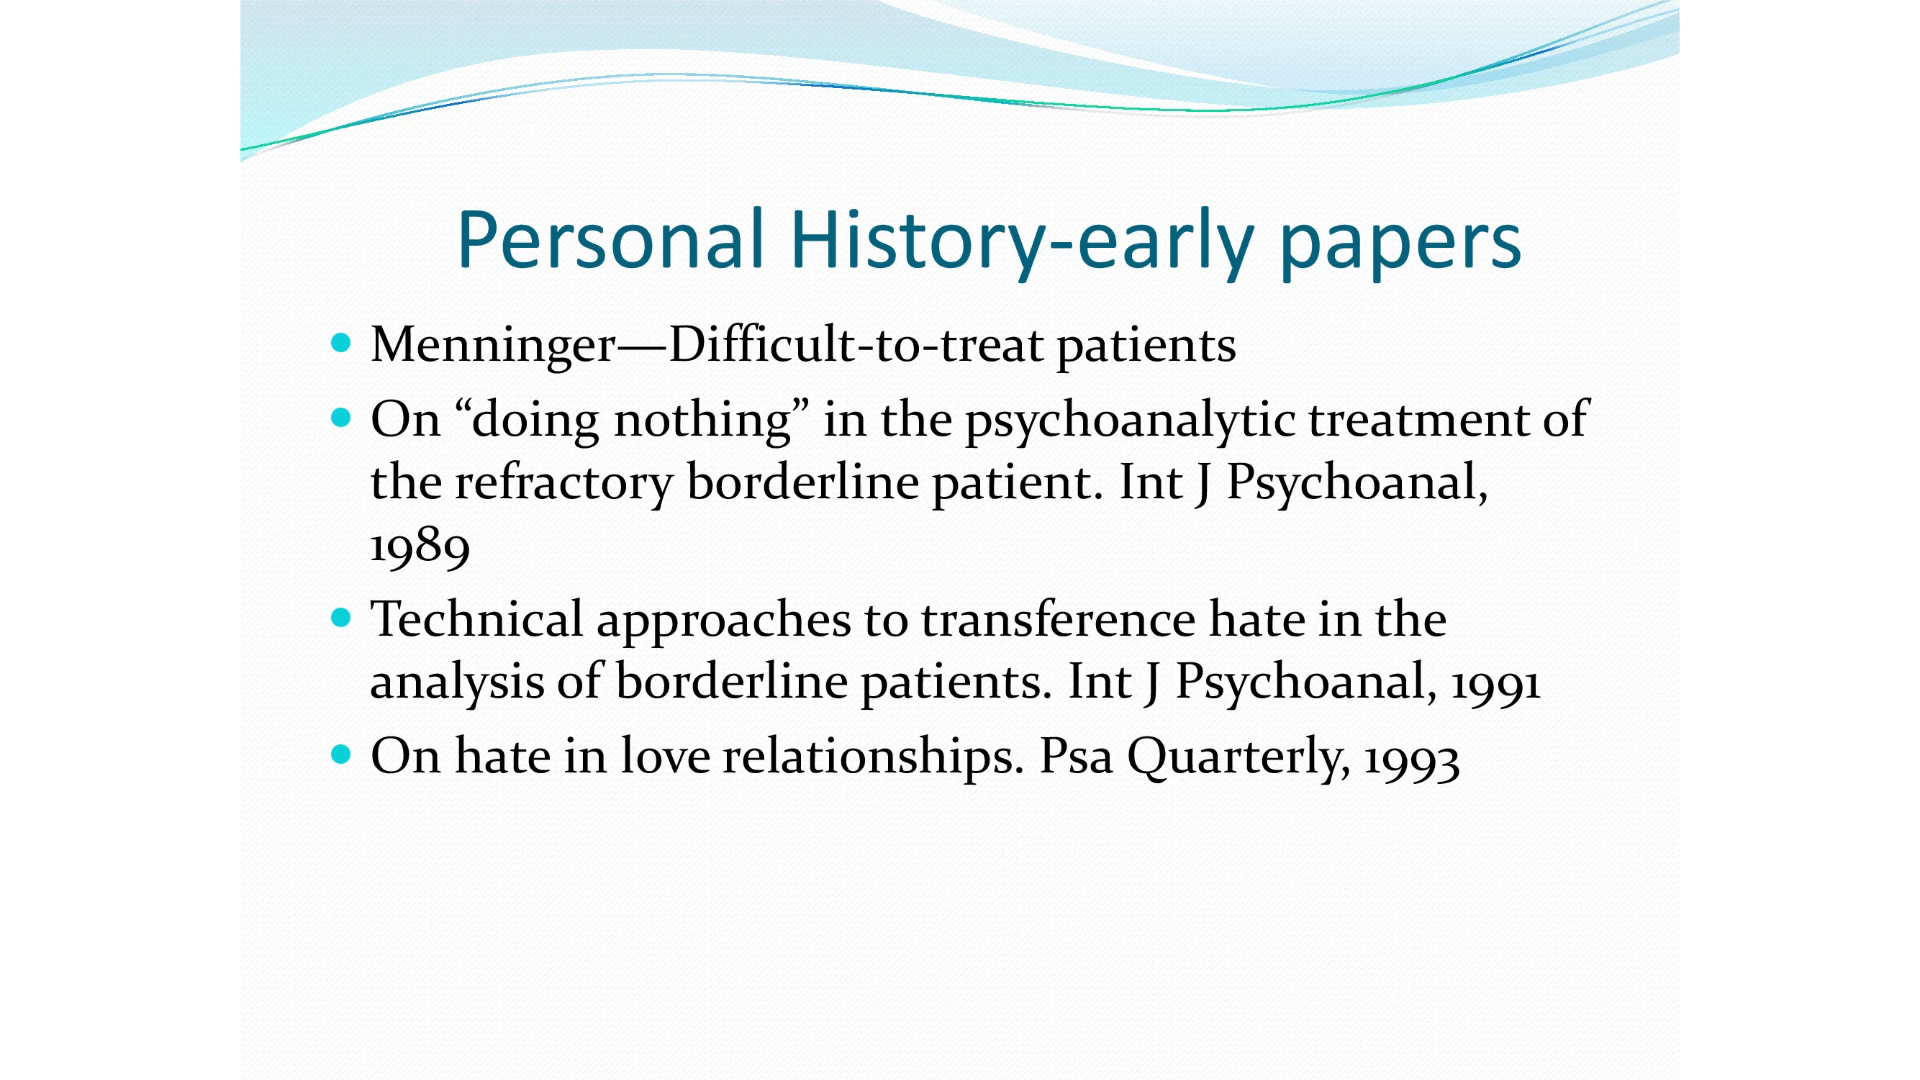 Personal History-early papers
Menninger—Difficult-to-treat patients
On “doing nothing” in the psychoanalytic treatment of
the refractory borderline patient. Int J Psychoanal,
1989
Technical approaches to transference hate in the
analysis of borderline patients. Int J Psychoanal, 1991
On hate in love relationships. Psa Quarterly, 1993